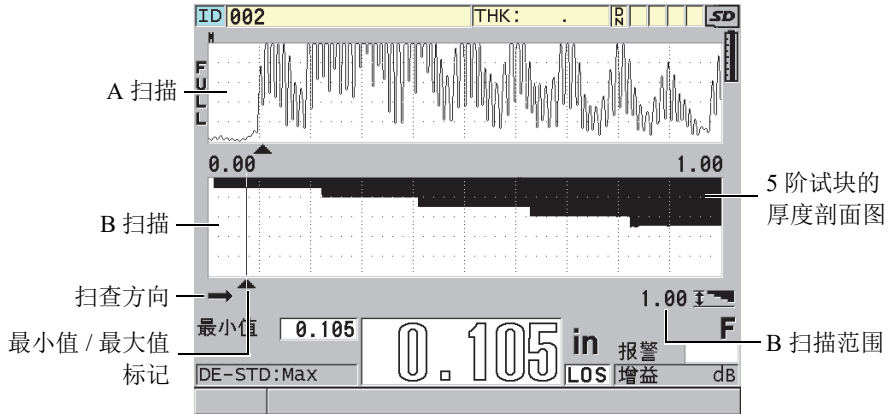 ID 002 THK: . DN SD
FULL
A 扫描
0.00 1.00
5 阶试块的
厚度剖面图
B 扫描
扫查方向
1.00
最小值 0.105
0.105 in
报警
F
最小值 / 最大值
标记
B 扫描范围
DE-STD:Max
LOS
增益 dB